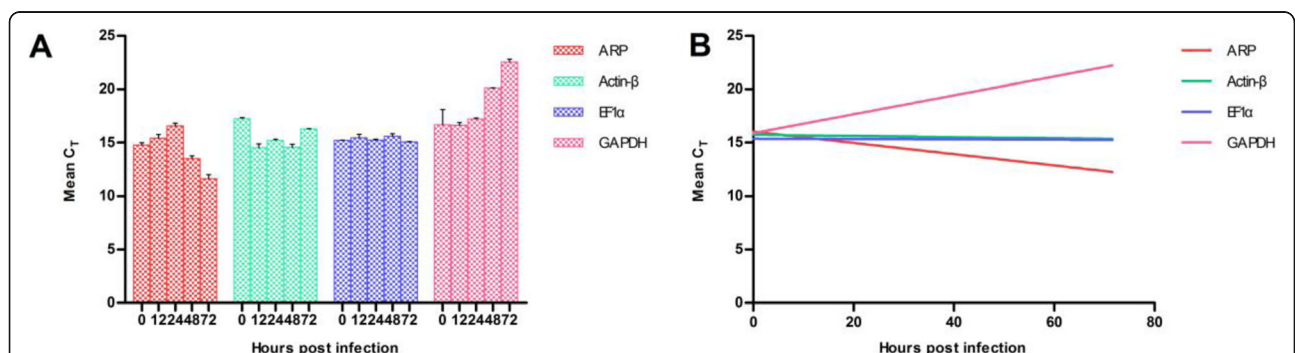 A
B
Mean CT
25
20
15
10
5
0
0 12244872 0 12244872 0 12244872 0 12244872
Hours post infection
ARP
Actin-β
EF1α
GAPDH
Mean CT
25
20
15
10
5
0
0 20 40 60 80
Hours post infection
ARP
Actin-β
EF1α
GAPDH